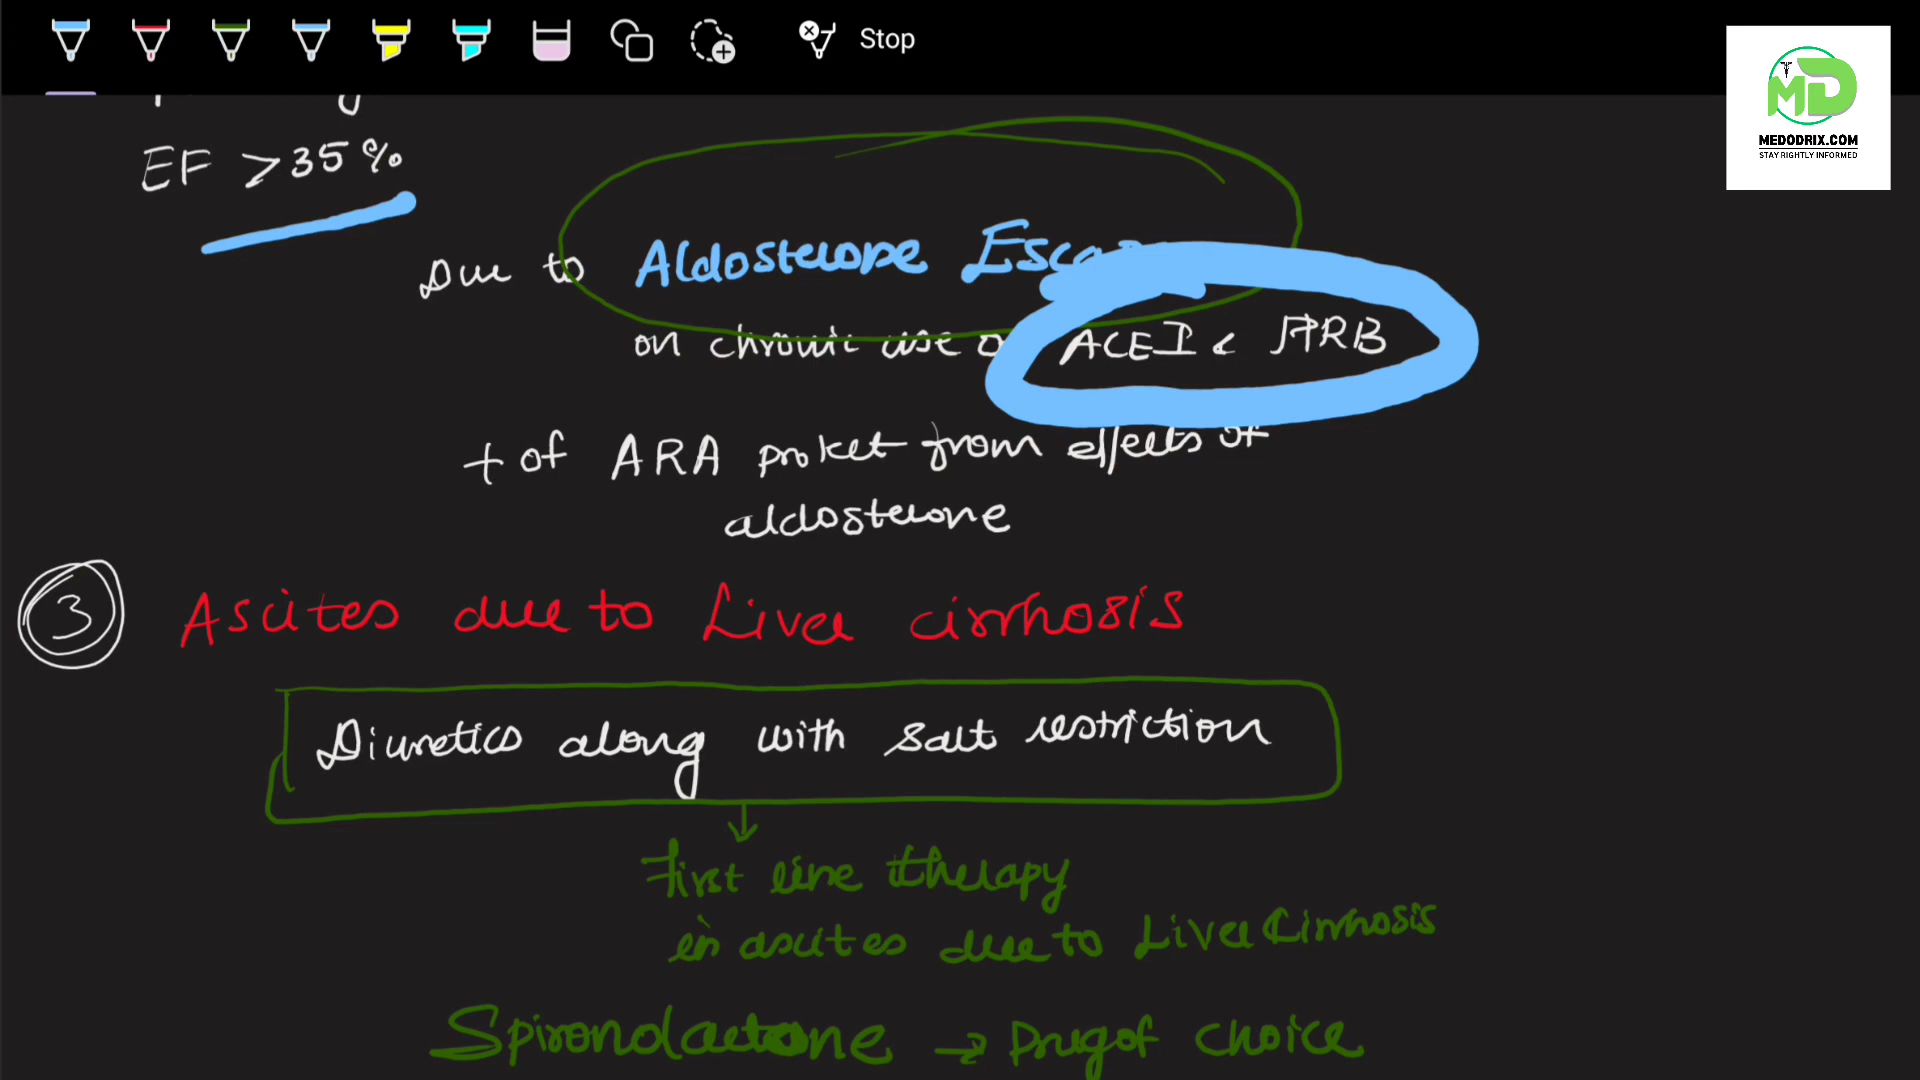 Stop
MEDODRIX.COM
STAY RIGHTLY INFORMED
EF >35%
Due to Aldosterone
on chronic use ACEI & ARB
+ of ARA protect from effects of
aldosterone
3 Ascites due to Liver cirrhosis
Diuretics along with salt restriction
First line therapy
in ascites due to Liver Cirrhosis
Spironolactone → Drug of choice